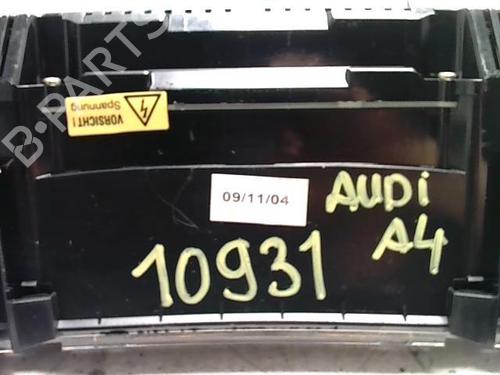 B-PARTS
VORSICHT!
Spannung
09/11/04
AUDi
A4
10931